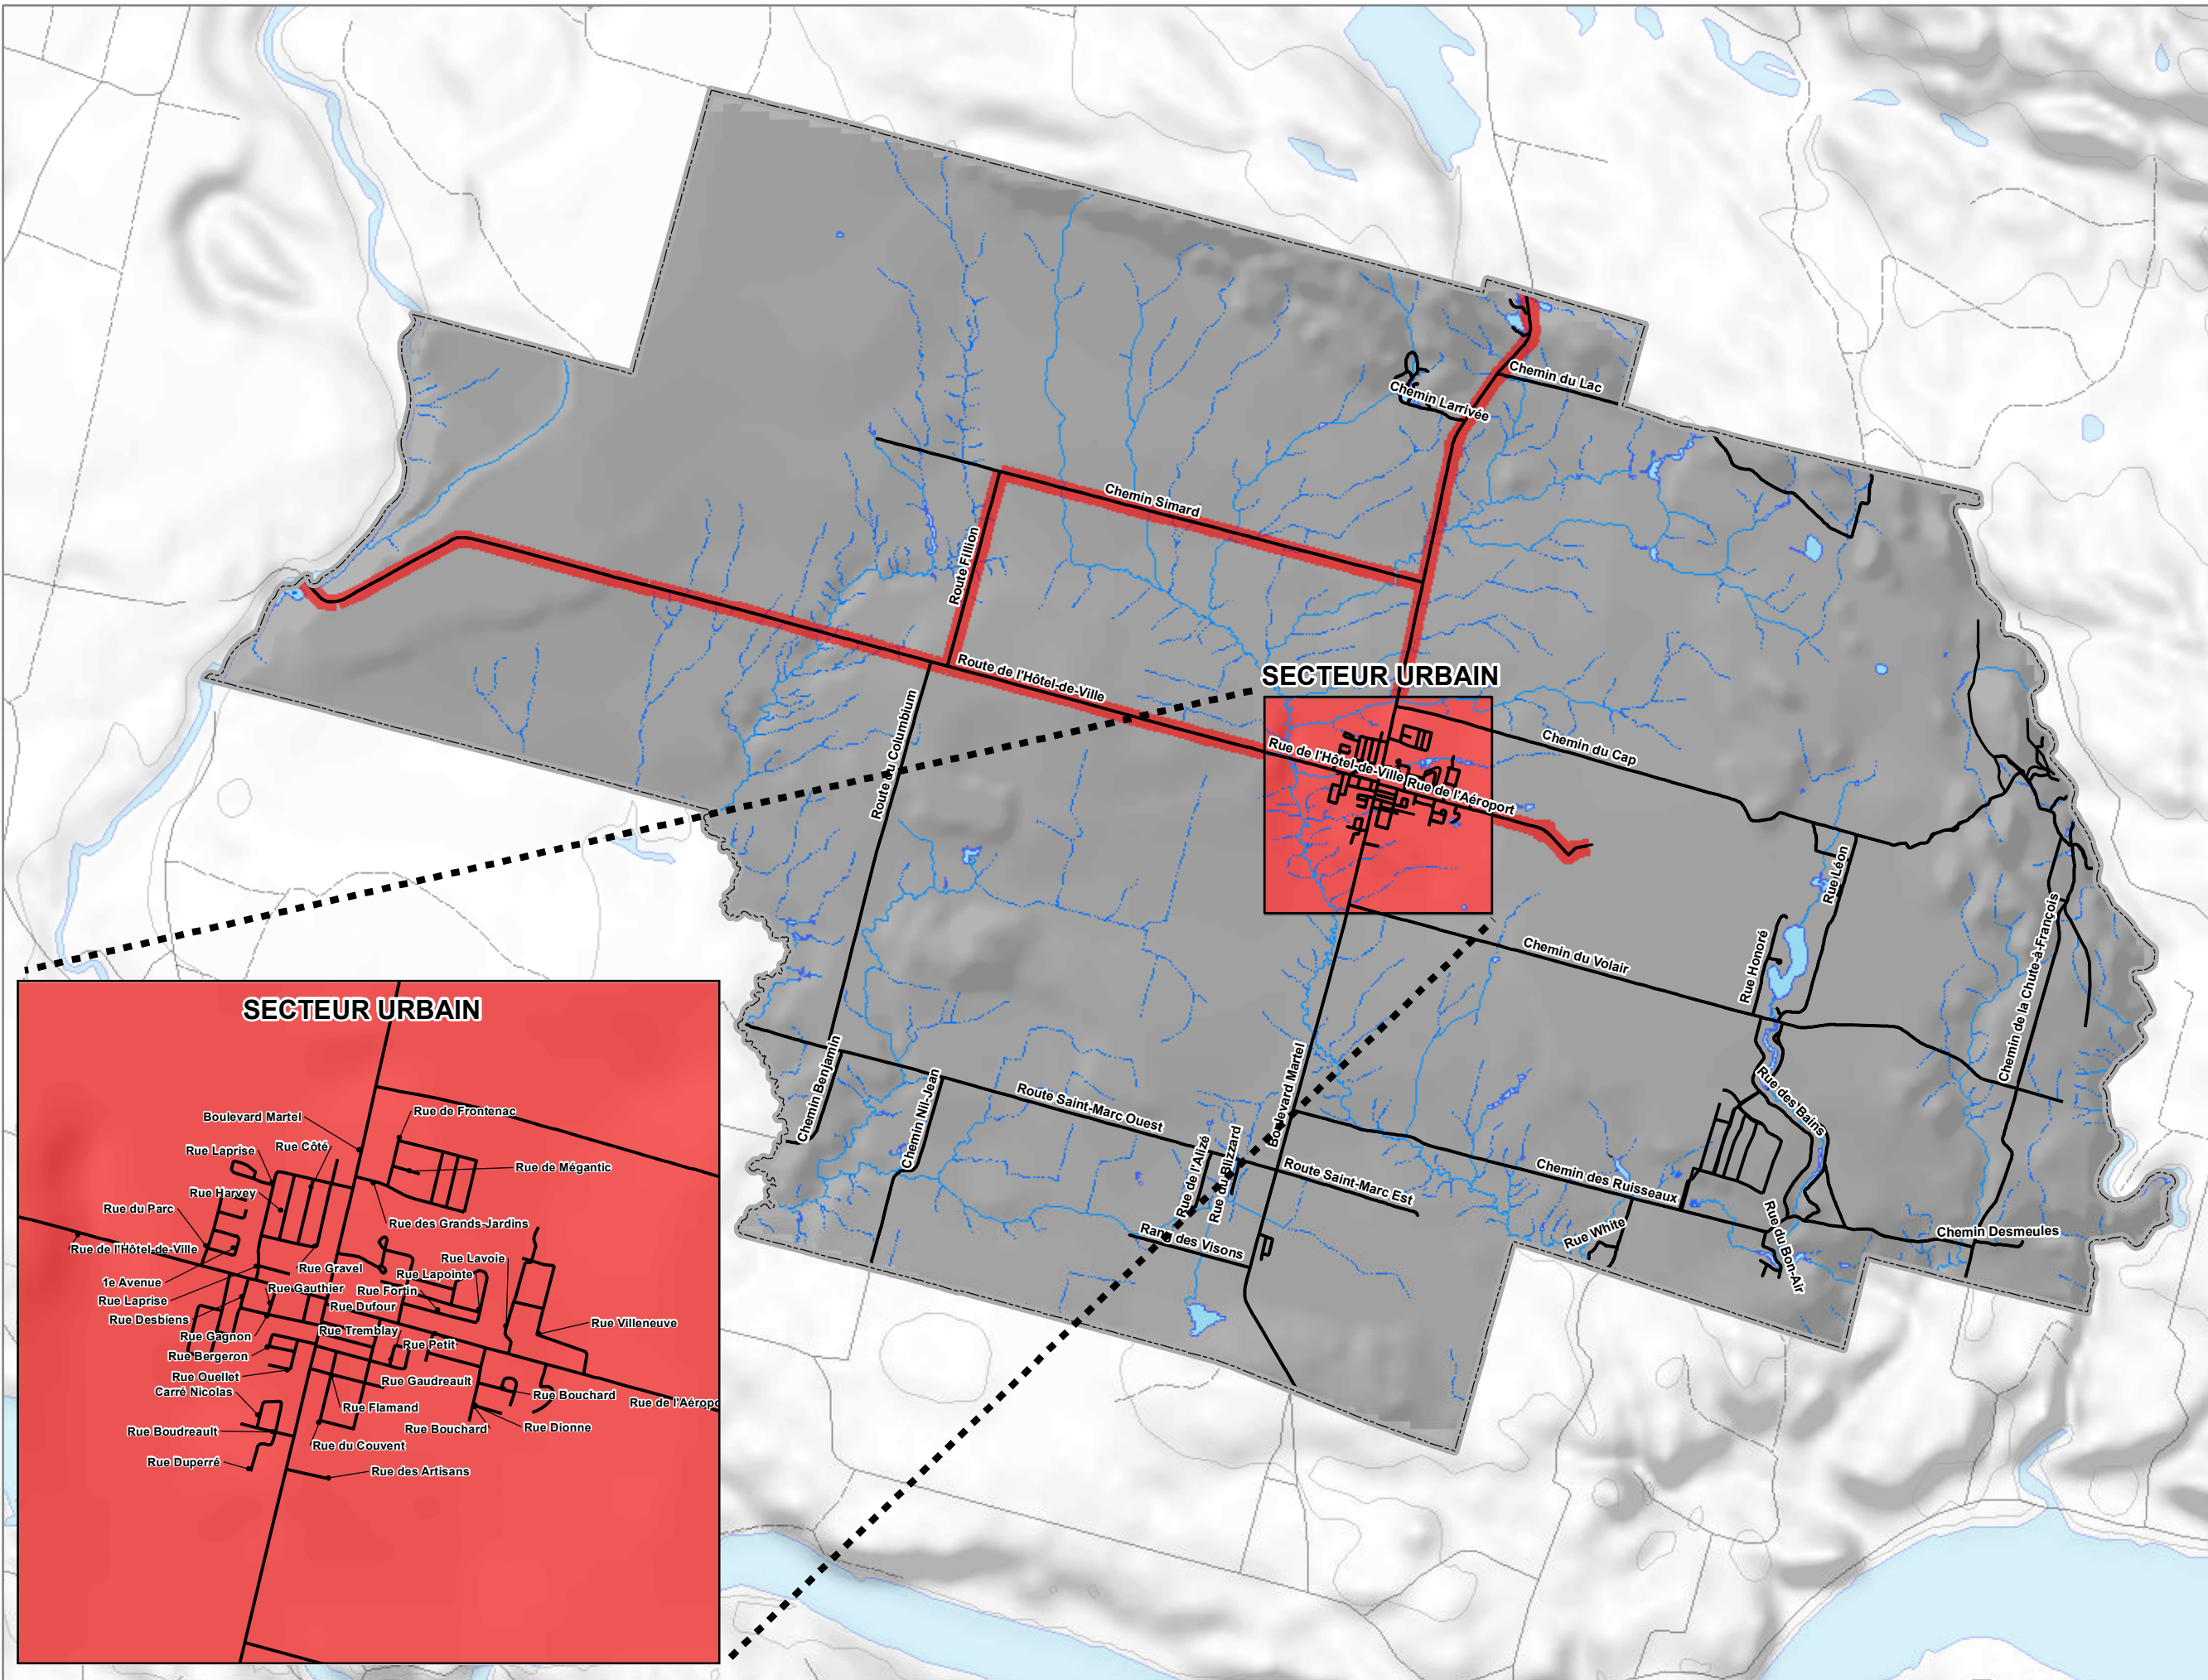 Chemin du Lac
Chemin Larrivée
Chemin Simard
Route Fillion
Route de l'Hôtel-de-Ville
SECTEUR URBAIN
Route du Columbium
Rue de l'Hôtel-de-Ville
Rue de l'Aéroport
Chemin du Cap
Rue Léon
Rue Honoré
Chemin du Volair
Chemin de la Chute-à-François
Chemin Benjamin
Chemin Nil-Jean
Route Saint-Marc Ouest
Boulevard Martel
Rue de l'Alizé
Rue du Blizzard
Route Saint-Marc Est
Rang des Visons
Chemin des Ruisseaux
Rue des Bains
Rue White
Rue du Bon-Air
Chemin Desmeules
SECTEUR URBAIN
Boulevard Martel
Rue de Frontenac
Rue Laprise
Rue Côté
Rue de Mégantic
Rue Harvey
Rue du Parc
Rue des Grands-Jardins
Rue de l'Hôtel-de-Ville
Rue Lavoie
Rue Gravel
Rue Lapointe
1e Avenue
Rue Gauthier
Rue Fortin
Rue Laprise
Rue Dufour
Rue Desbiens
Rue Villeneuve
Rue Gagnon
Rue Tremblay
Rue Petit
Rue Bergeron
Rue Ouellet
Rue Gaudreault
Carré Nicolas
Rue Bouchard
Rue de l'Aéropo
Rue Flamand
Rue Boudreault
Rue Bouchard
Rue Dionne
Rue du Couvent
Rue Duperré
Rue des Artisans